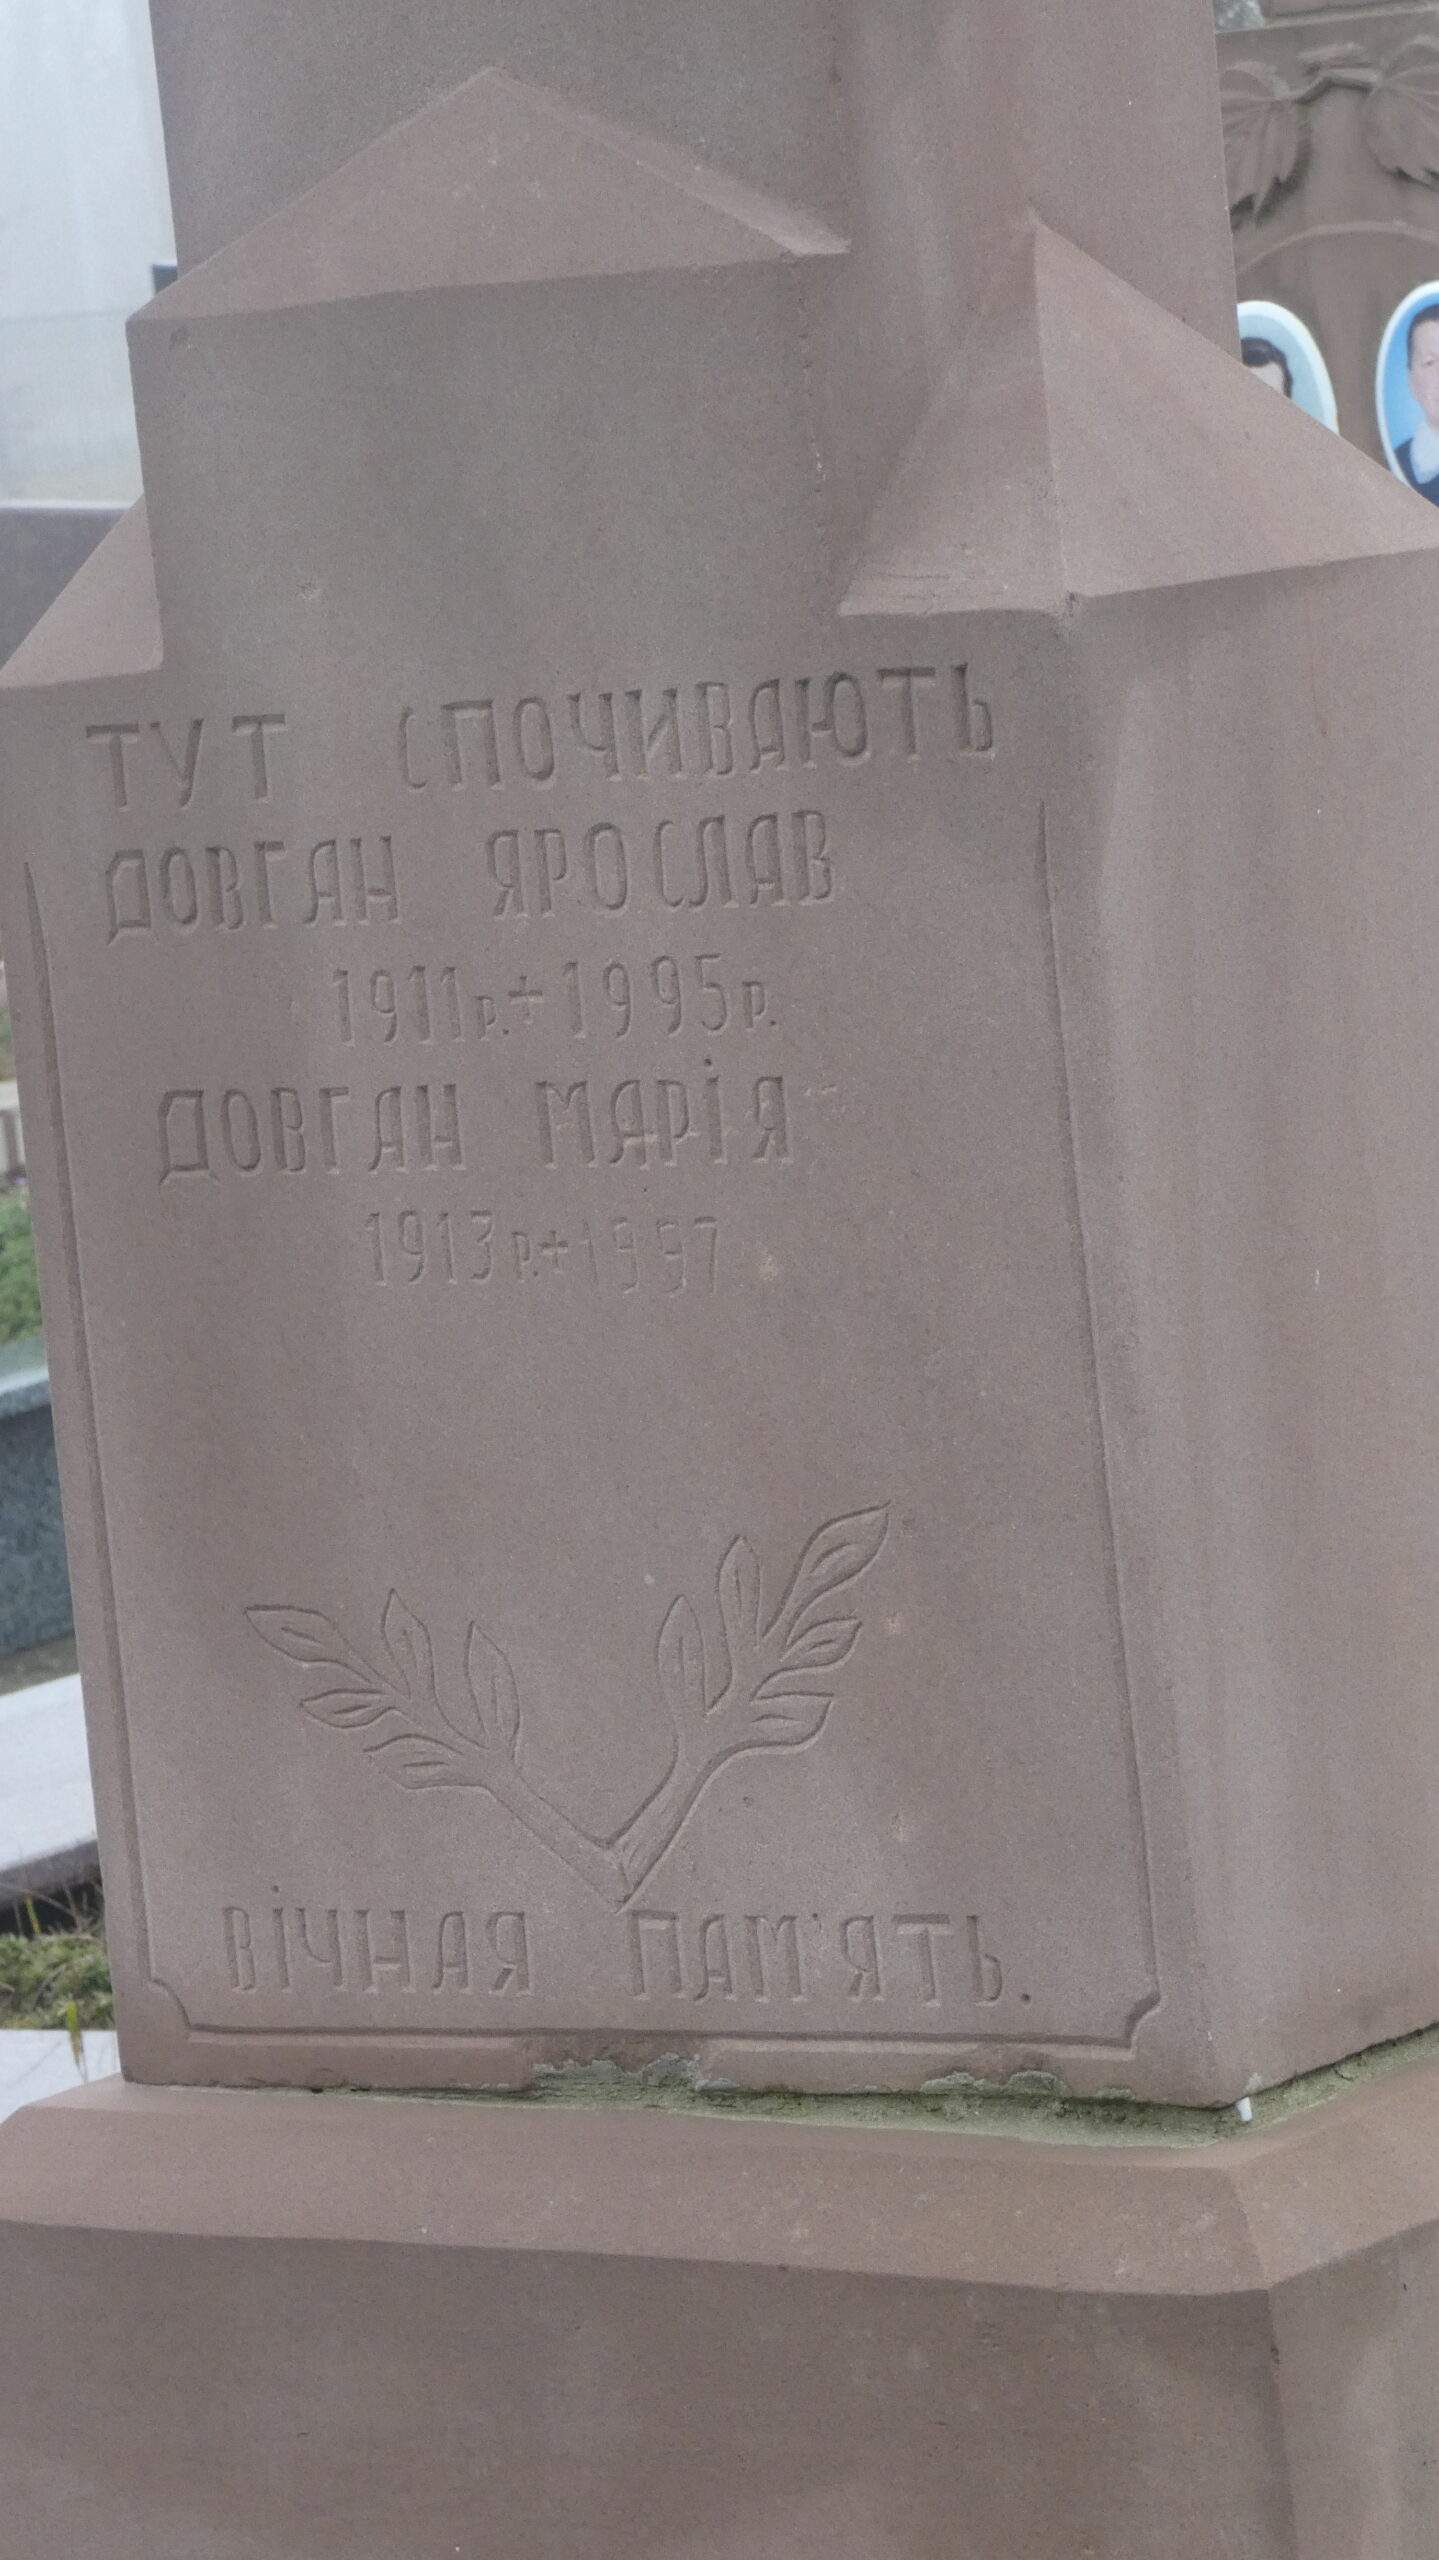 ТУТ СПОЧИВАЮТЬ
ДОВГАН ЯРОСЛАВ
1911р.+1995р.
ДОВГАН МАРІЯ
1913р.+1997
ВІЧНАЯ ПАМ'ЯТЬ.